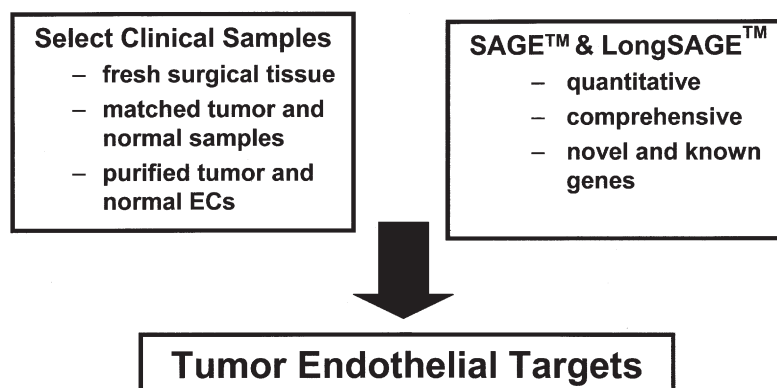 Select Clinical Samples
– fresh surgical tissue
– matched tumor and
normal samples
– purified tumor and
normal ECs
SAGE™ & LongSAGE™
– quantitative
– comprehensive
– novel and known
genes
Tumor Endothelial Targets